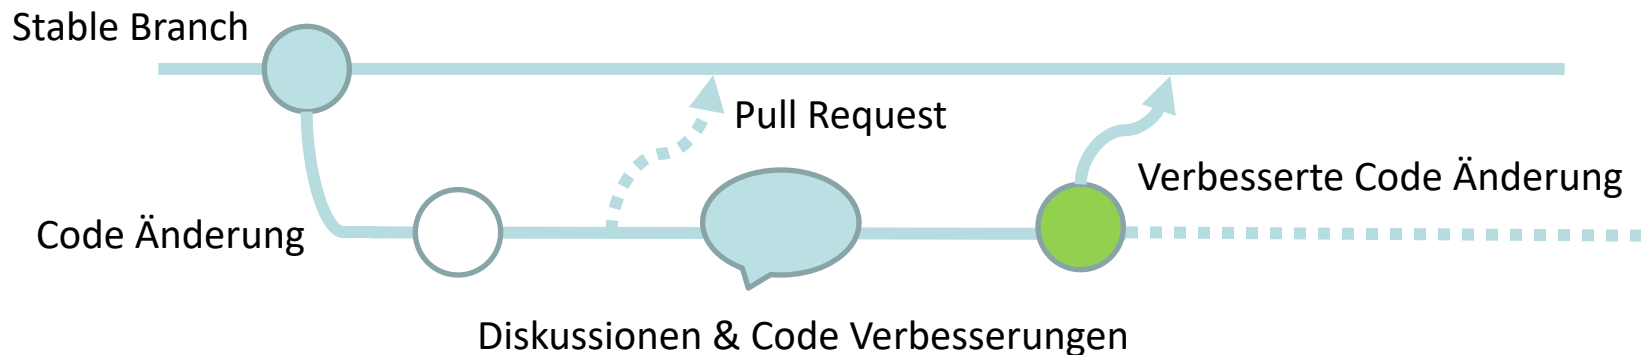 Stable Branch
Pull Request
Verbesserte Code Änderung
Code Änderung
Diskussionen & Code Verbesserungen